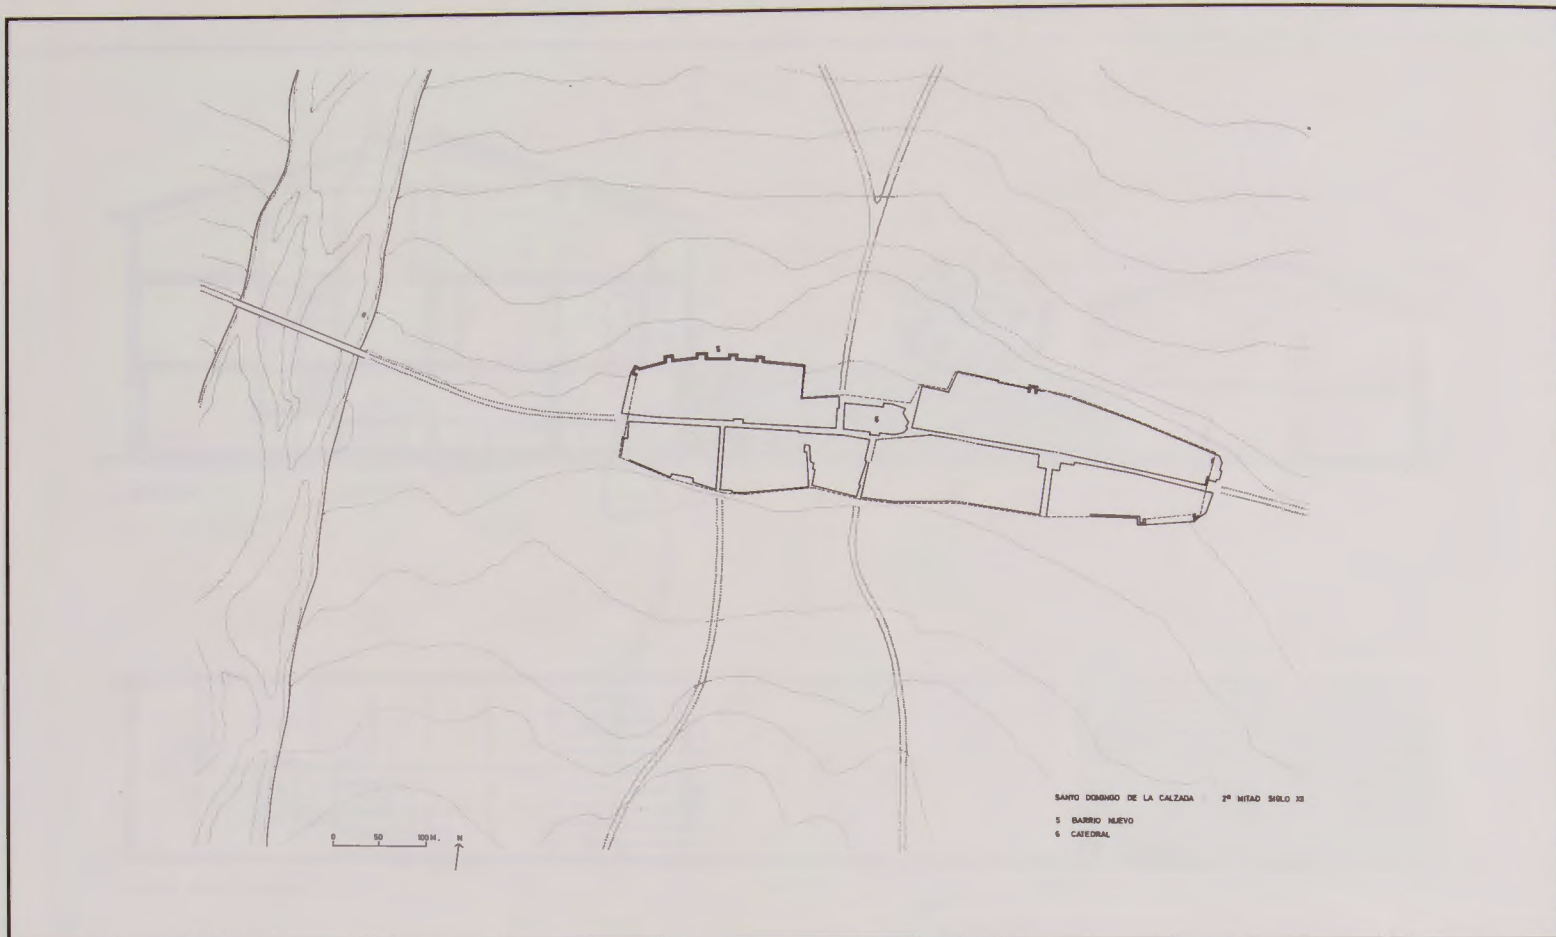 5
6
SANTO DOMINGO DE LA CALZADA 2ª MITAD SIGLO XII
5 BARRIO NUEVO
6 CATEDRAL
0 50 100 M. N